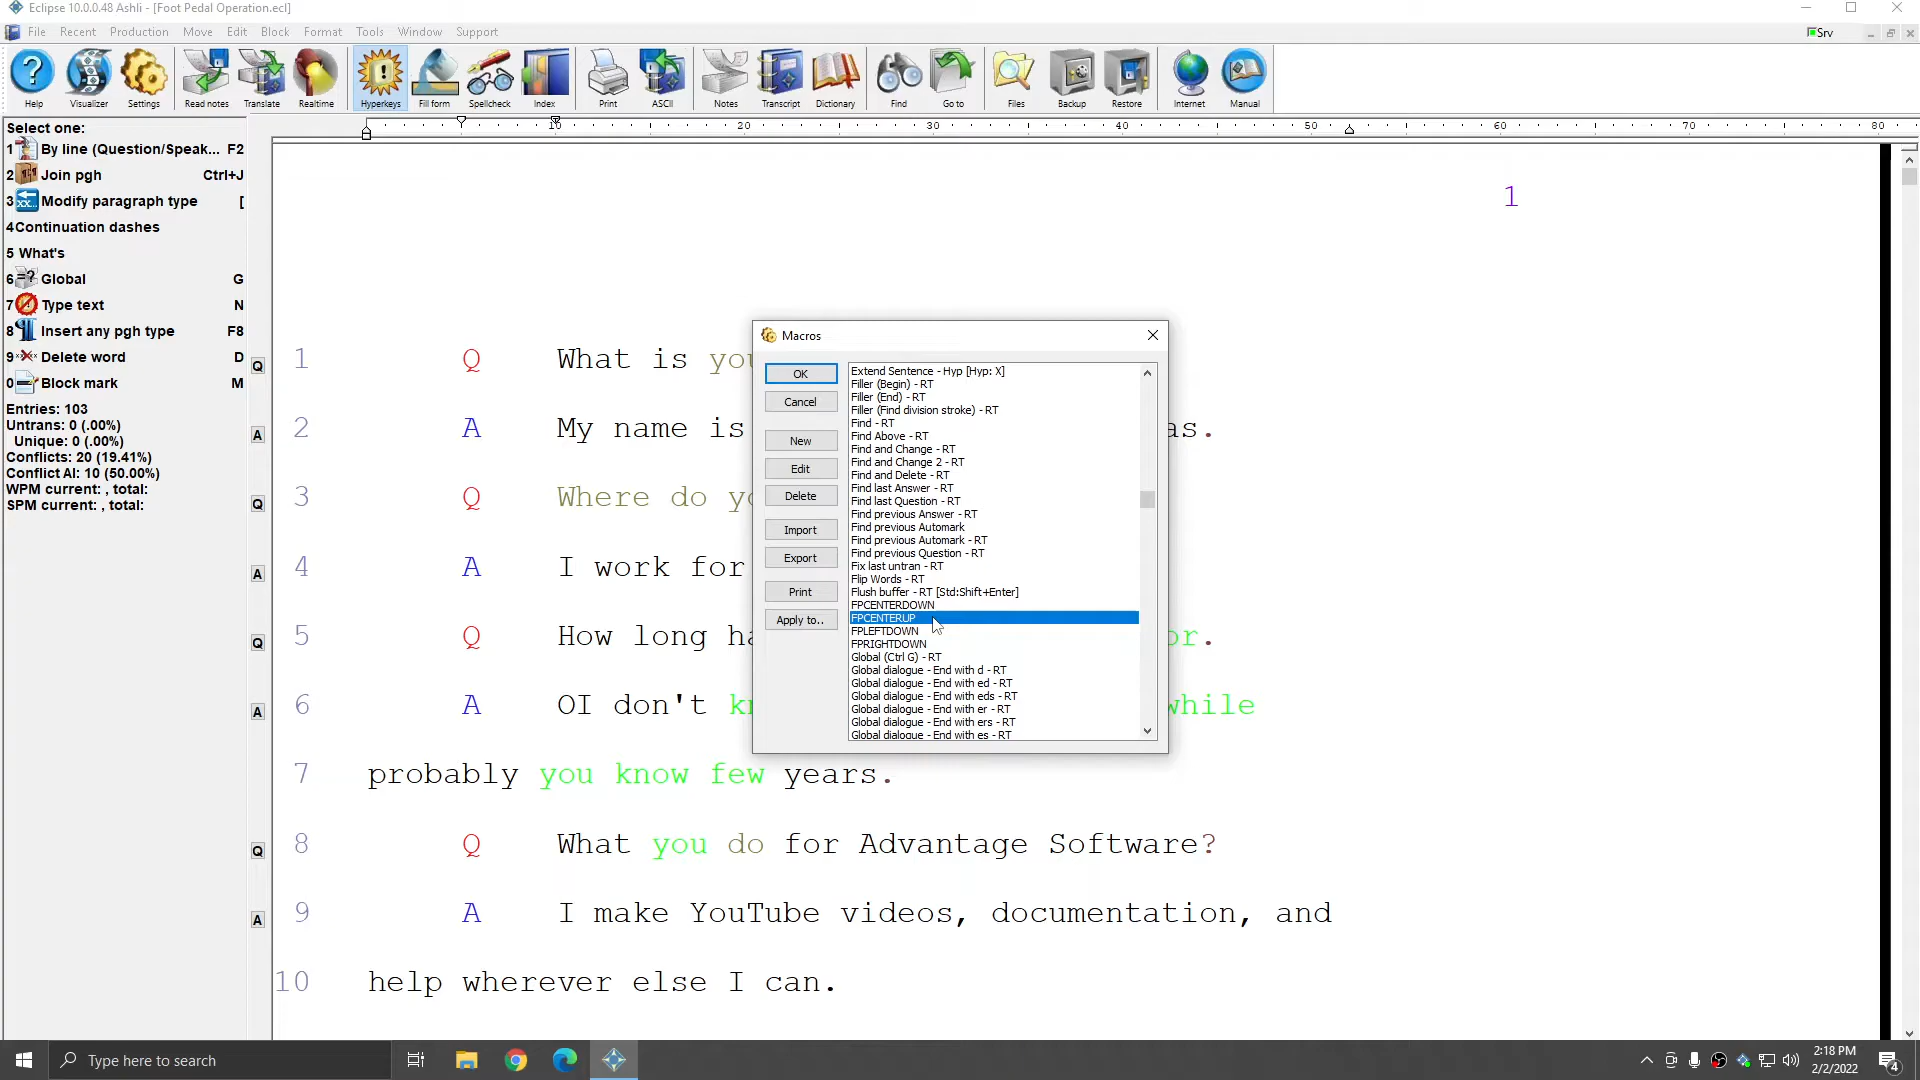 Eclipse 10.0.0.48 Ashli - [Foot Pedal Operation.ecl]
File Recent Production Move Edit Block Format Tools Window Support
Srv
Help Visualizer Settings Read notes Translate Realtime Hyperkeys Fill form Spellcheck Index Print ASCII Notes Transcript Dictionary Find Go to Files Backup Restore Internet Manual
10 20 30 40 50 60 70 80
Select one:
1 By line (Question/Speak... F2
2 Join pgh Ctrl+J
3 Modify paragraph type [
4Continuation dashes
5 What's
6 Global G
7 Type text N
8 Insert any pgh type F8
9 Delete word D
0 Block mark M
Entries: 103
Untrans: 0 (.00%)
Unique: 0 (.00%)
Conflicts: 20 (19.41%)
Conflict AI: 10 (50.00%)
WPM current: , total:
SPM current: , total:
1
Q 1 Q What is you
A 2 A My name is as.
Q 3 Q Where do yo
A 4 A I work for
Q 5 Q How long ha or.
A 6 A OI don't kn while
7 probably you know few years.
Q 8 Q What you do for Advantage Software?
A 9 A I make YouTube videos, documentation, and
10 help wherever else I can.
Macros
OK
Cancel
New
Edit
Delete
Import
Export
Print
Apply to..
Extend Sentence - Hyp [Hyp: X]
Filler (Begin) - RT
Filler (End) - RT
Filler (Find division stroke) - RT
Find - RT
Find Above - RT
Find and Change - RT
Find and Change 2 - RT
Find and Delete - RT
Find last Answer - RT
Find last Question - RT
Find previous Answer - RT
Find previous Automark
Find previous Automark - RT
Find previous Question - RT
Fix last untran - RT
Flip Words - RT
Flush buffer - RT [Std:Shift+Enter]
FPCENTERDOWN
FPCENTERUP
FPLEFTDOWN
FPRIGHTDOWN
Global (Ctrl G) - RT
Global dialogue - End with d - RT
Global dialogue - End with ed - RT
Global dialogue - End with eds - RT
Global dialogue - End with er - RT
Global dialogue - End with ers - RT
Global dialogue - End with es - RT
Type here to search
2:18 PM
2/2/2022
4